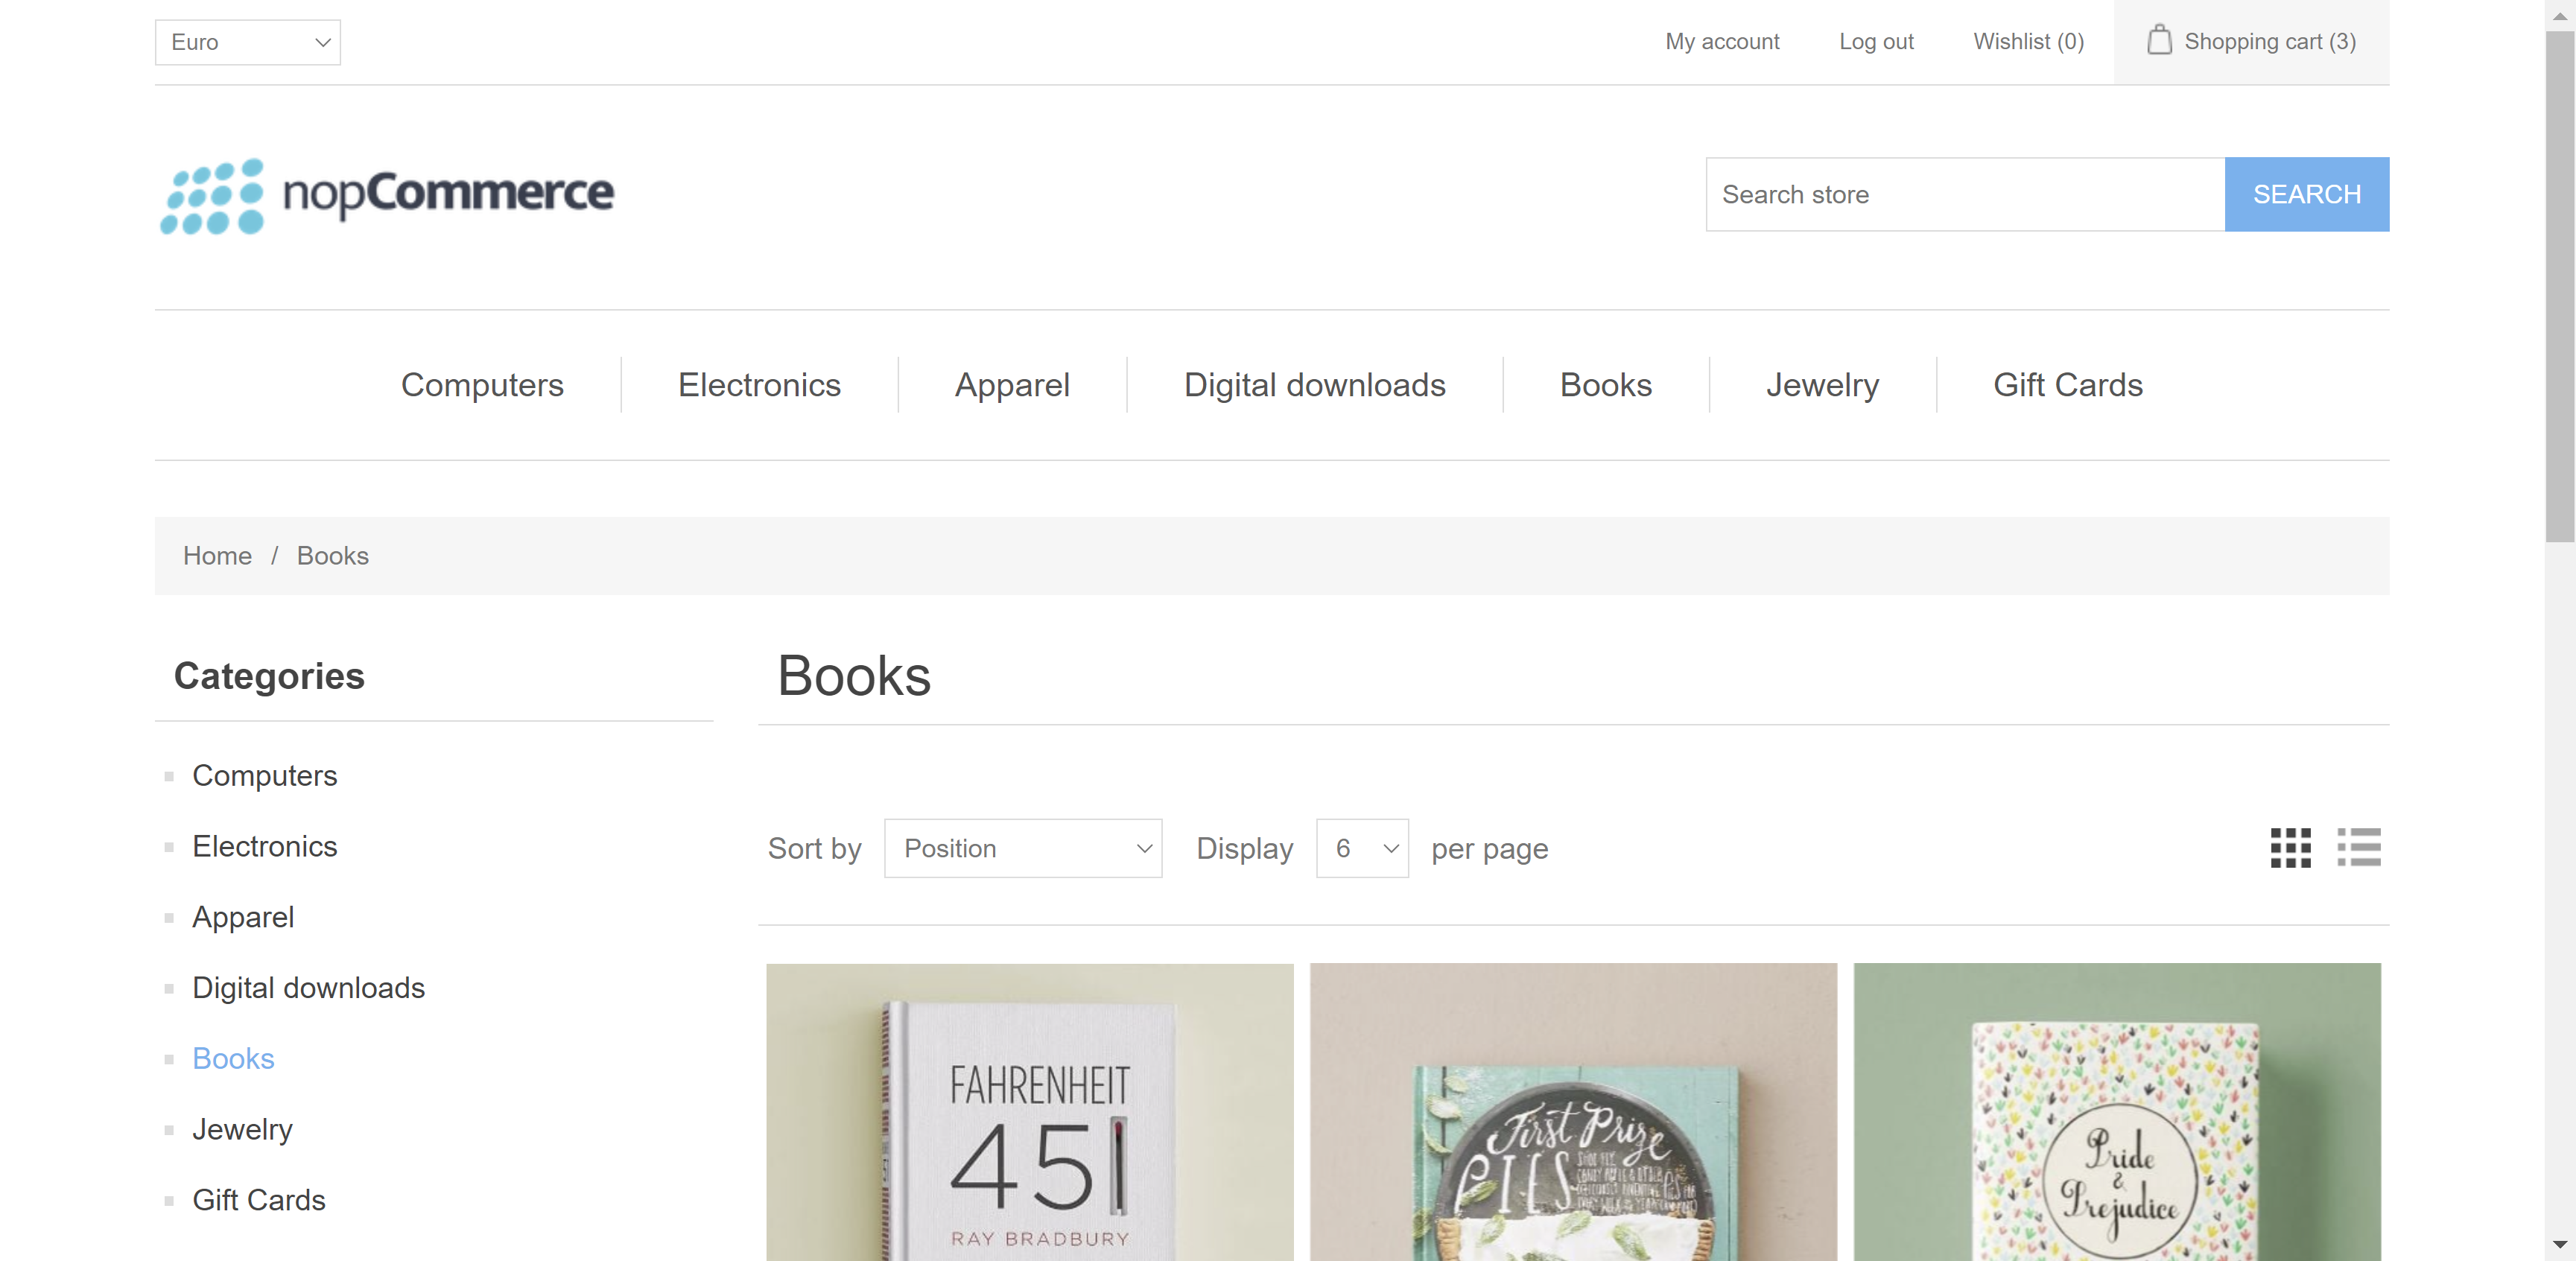 Euro
My account
Log out
Wishlist (0)
Shopping cart (3)
nopCommerce
Search store
SEARCH
Computers
Electronics
Apparel
Digital downloads
Books
Jewelry
Gift Cards
Home / Books
Categories
Computers
Electronics
Apparel
Digital downloads
Books
Jewelry
Gift Cards
Books
Sort by Position Display 6 per page
FAHRENHEIT
451
RAY BRADBURY
First Prize
PIES
Pride
&
Prejudice